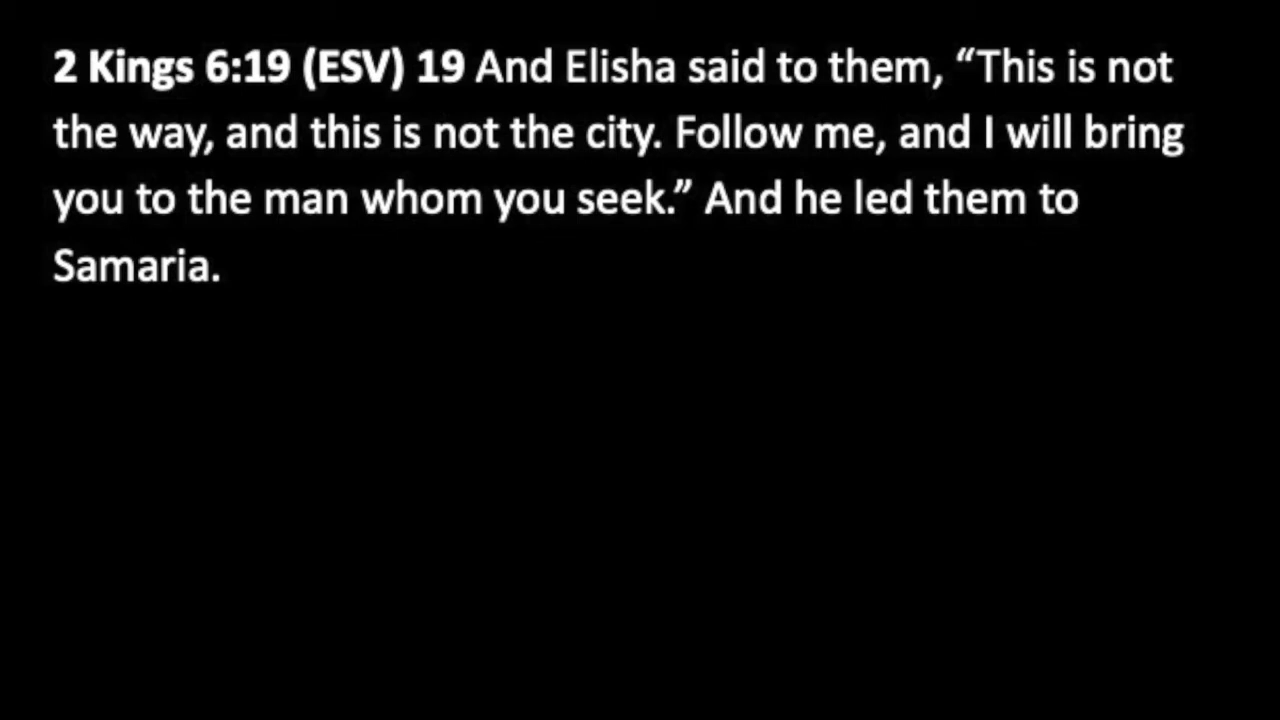 2 Kings 6:19 (ESV) 19 And Elisha said to them, “This is not
the way, and this is not the city. Follow me, and I will bring
you to the man whom you seek.” And he led them to
Samaria.